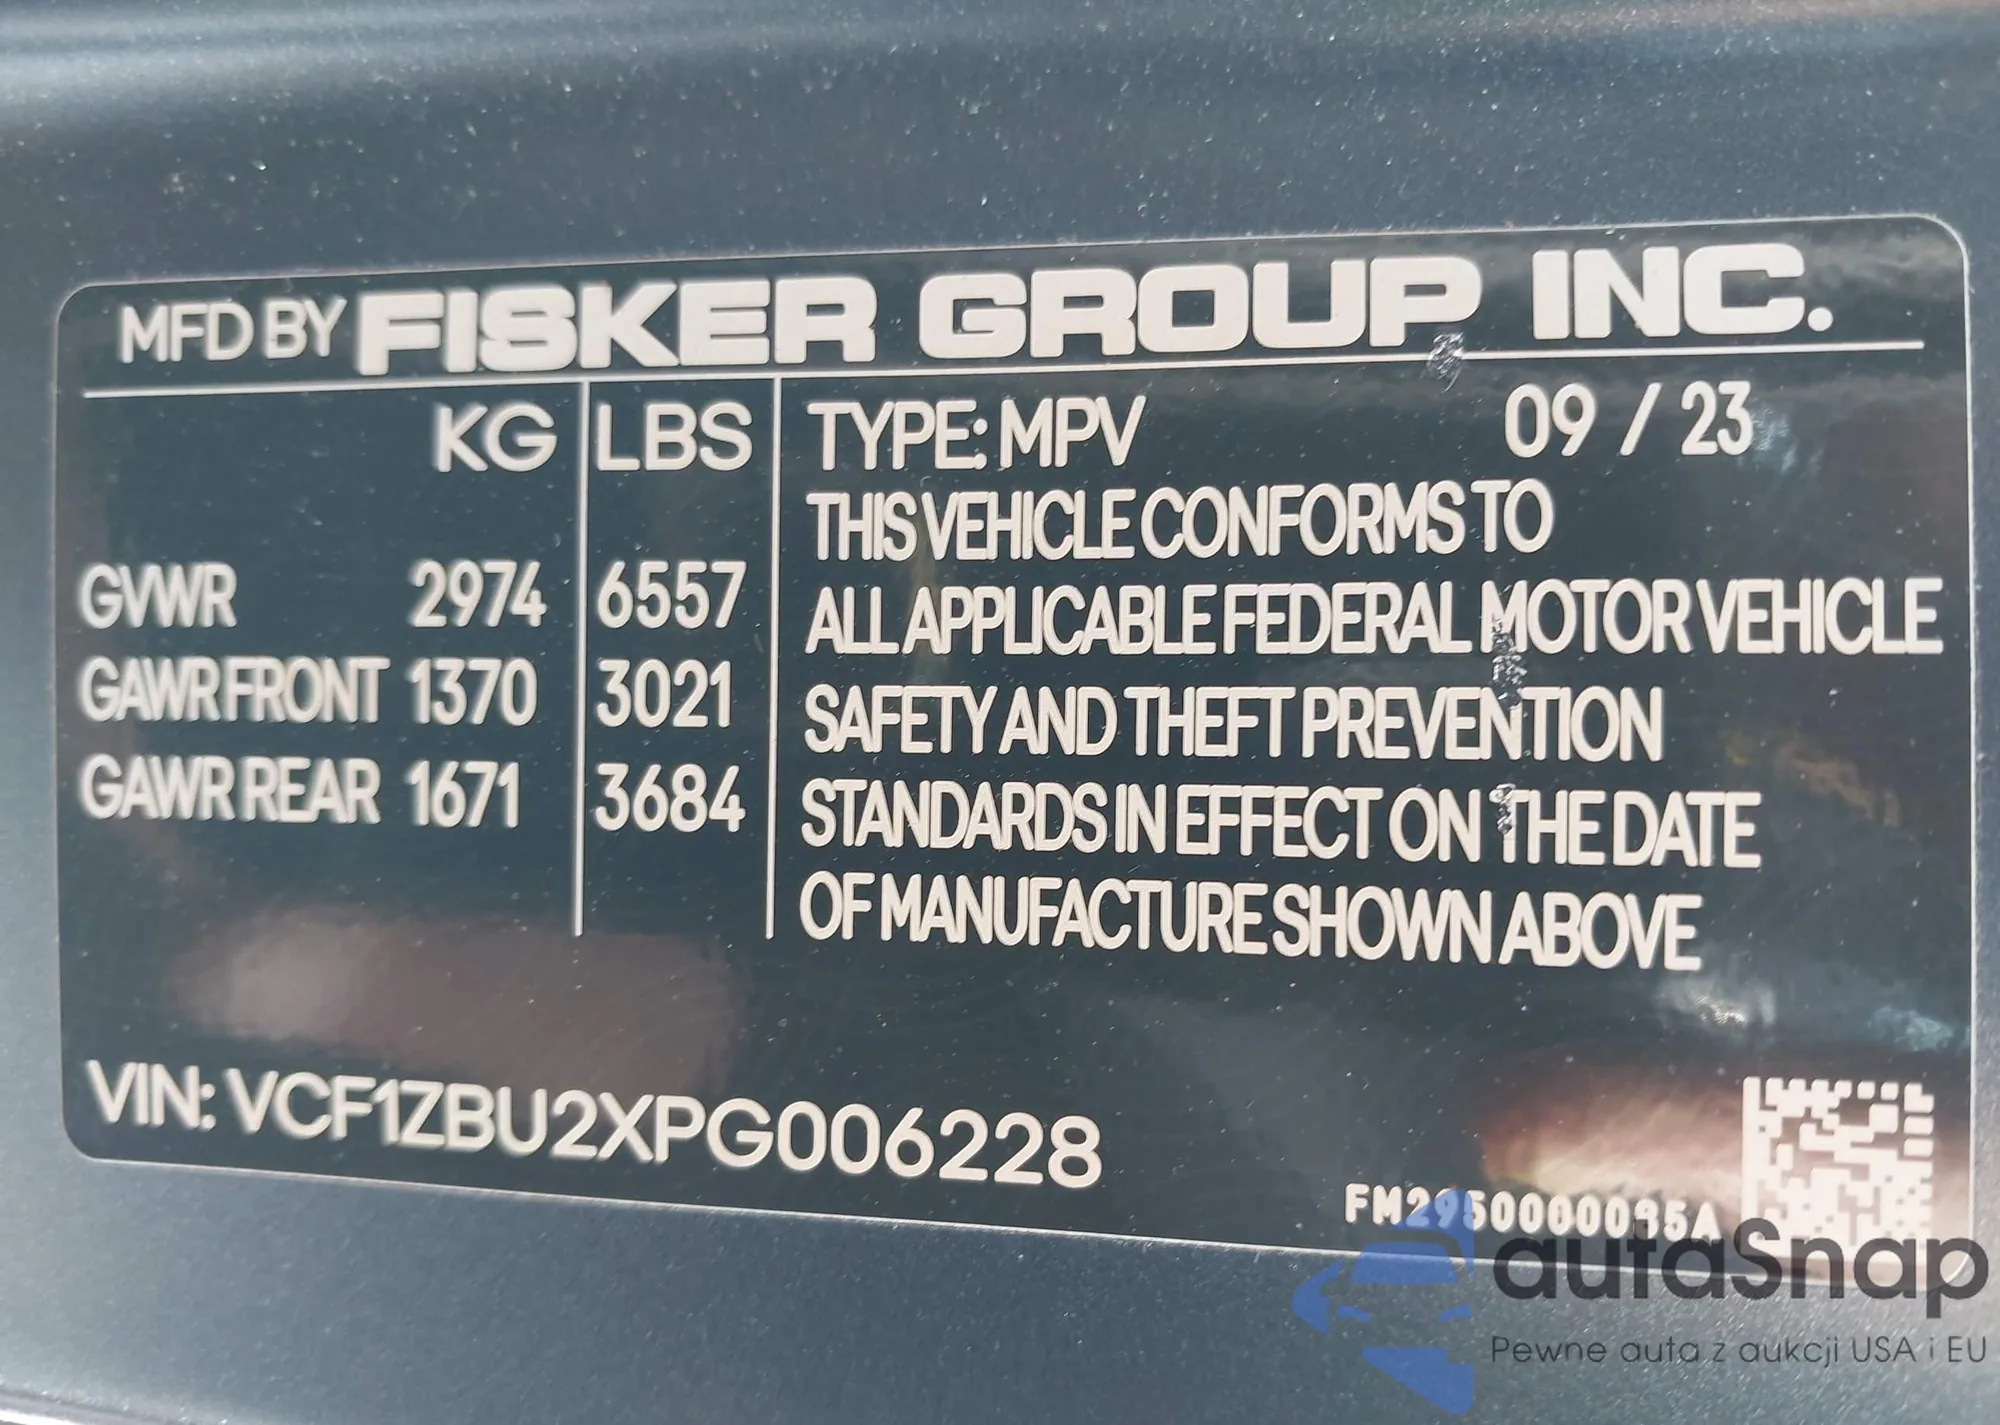 MFD BY FISKER GROUP INC.
KG LBS
GVWR 2974 6557
GAWR FRONT 1370 3021
GAWR REAR 1671 3684
TYPE: MPV 09 / 23
THIS VEHICLE CONFORMS TO
ALL APPLICABLE FEDERAL MOTOR VEHICLE
SAFETY AND THEFT PREVENTION
STANDARDS IN EFFECT ON THE DATE
OF MANUFACTURE SHOWN ABOVE
VIN: VCF1ZBU2XPG006228
autaSnap
Pewne auta z aukcji USA i EU